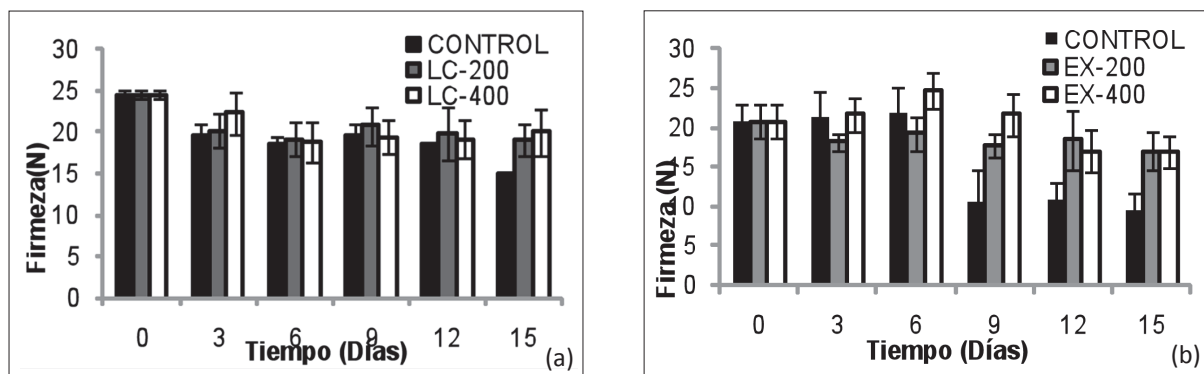 30
25
20
15
10
5
0
Firmeza(N)
CONTROL
LC-200
LC-400
0 3 6 9 12 15
Tiempo (Días)
(a)
30
25
20
15
10
5
0
Firmeza (N)
CONTROL
EX-200
EX-400
0 3 6 9 12 15
Tiempo (Días)
(b)